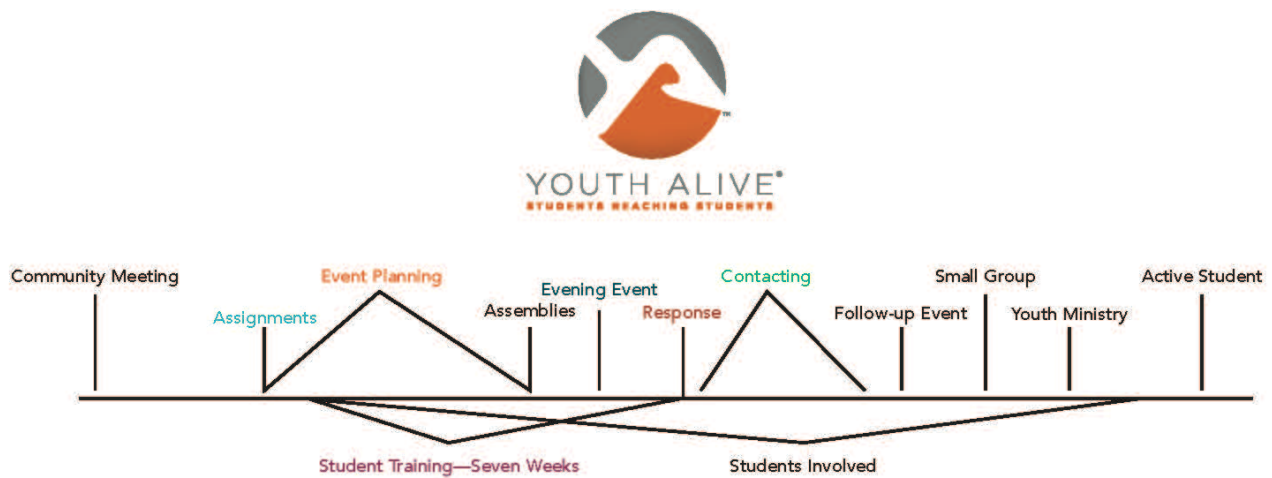 TM
YOUTH ALIVE®
STUDENTS REACHING STUDENTS
Community Meeting
Event Planning
Contacting
Small Group
Active Student
Evening Event
Assignments
Assemblies
Response
Follow-up Event
Youth Ministry
Student Training—Seven Weeks
Students Involved